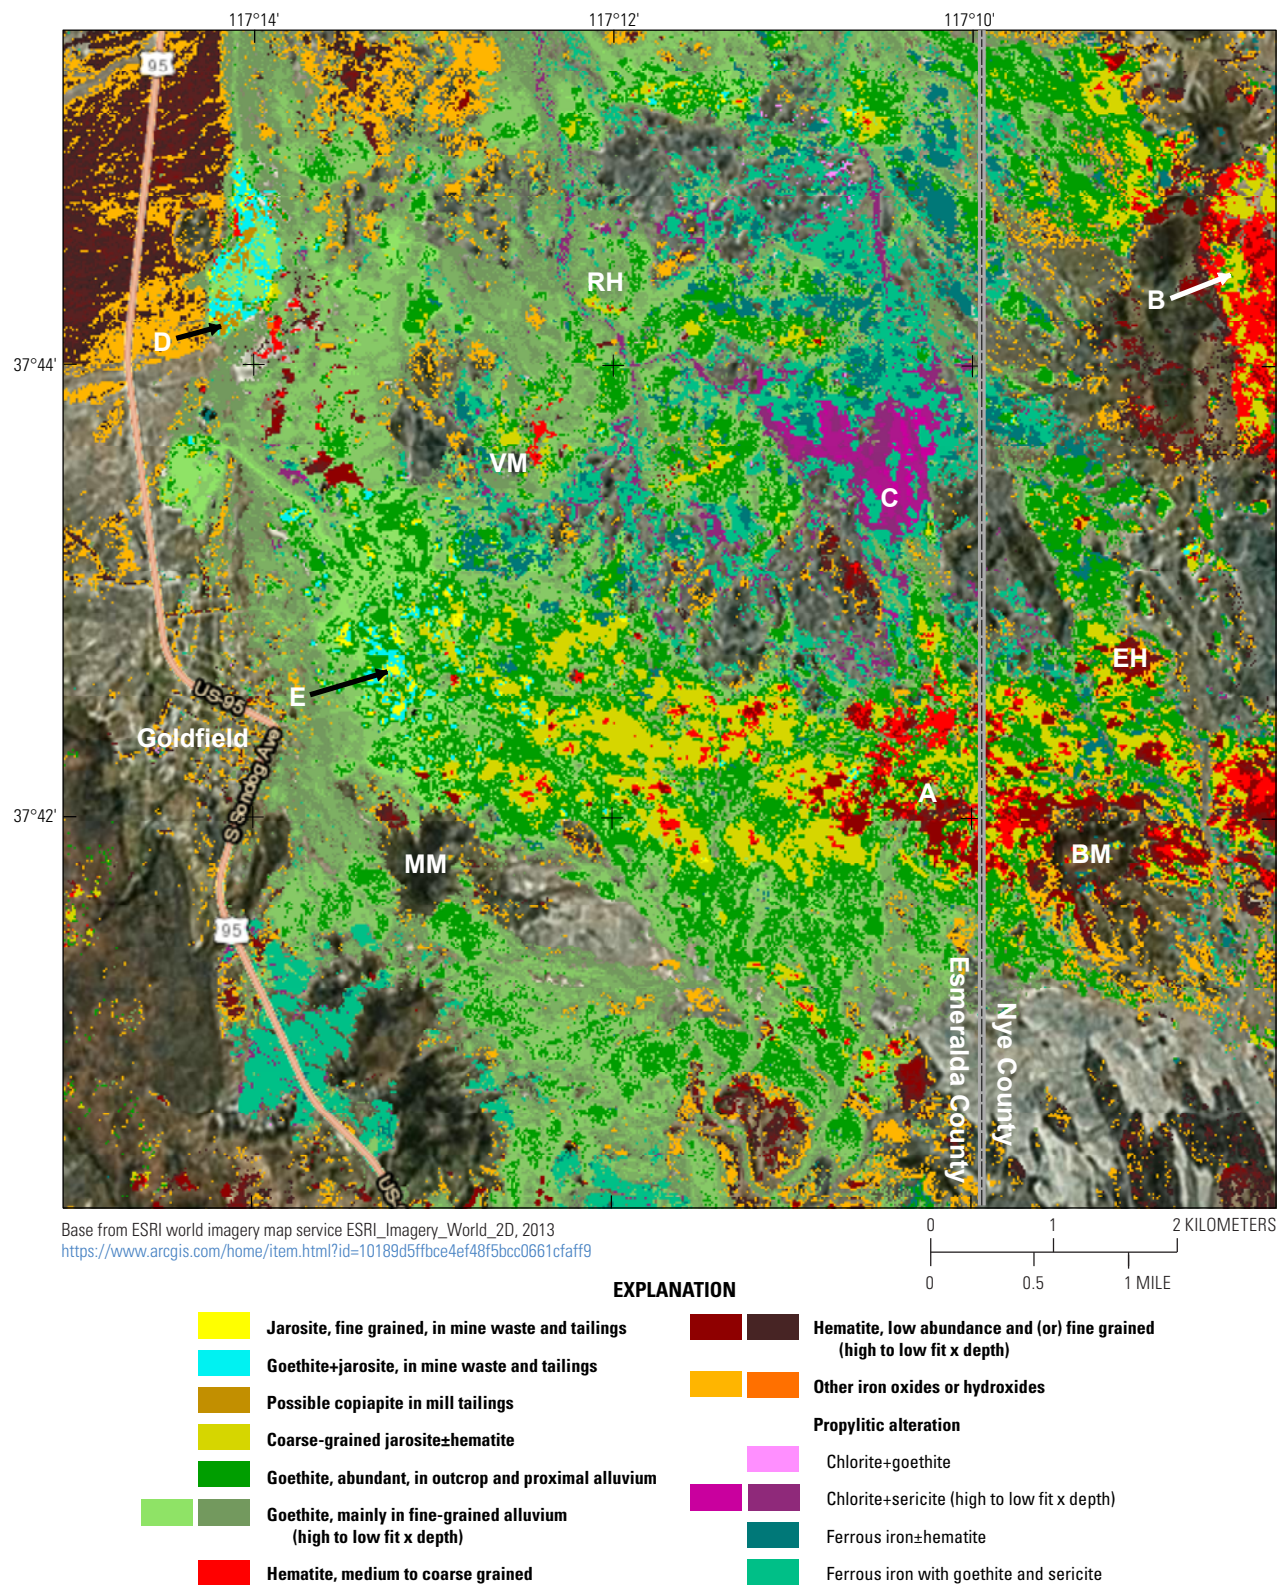 117°14'
117°12'
117°10'
95
RH
B
D
37°44'
VM
C
EH
E
US 95
Goldfield
S Sundog Ave
A
37°42'
BM
MM
95
Esmeralda County
Nye County
US
Base from ESRI world imagery map service ESRI_Imagery_World_2D, 2013
https://www.arcgis.com/home/item.html?id=10189d5ffbce4ef48f5bcc0661cfaff9
0 1 2 KILOMETERS
0 0.5 1 MILE
EXPLANATION
Jarosite, fine grained, in mine waste and tailings
Goethite+jarosite, in mine waste and tailings
Possible copiapite in mill tailings
Coarse-grained jarosite±hematite
Goethite, abundant, in outcrop and proximal alluvium
Goethite, mainly in fine-grained alluvium
(high to low fit x depth)
Hematite, medium to coarse grained
Hematite, low abundance and (or) fine grained
(high to low fit x depth)
Other iron oxides or hydroxides
Propylitic alteration
Chlorite+goethite
Chlorite+sericite (high to low fit x depth)
Ferrous iron±hematite
Ferrous iron with goethite and sericite